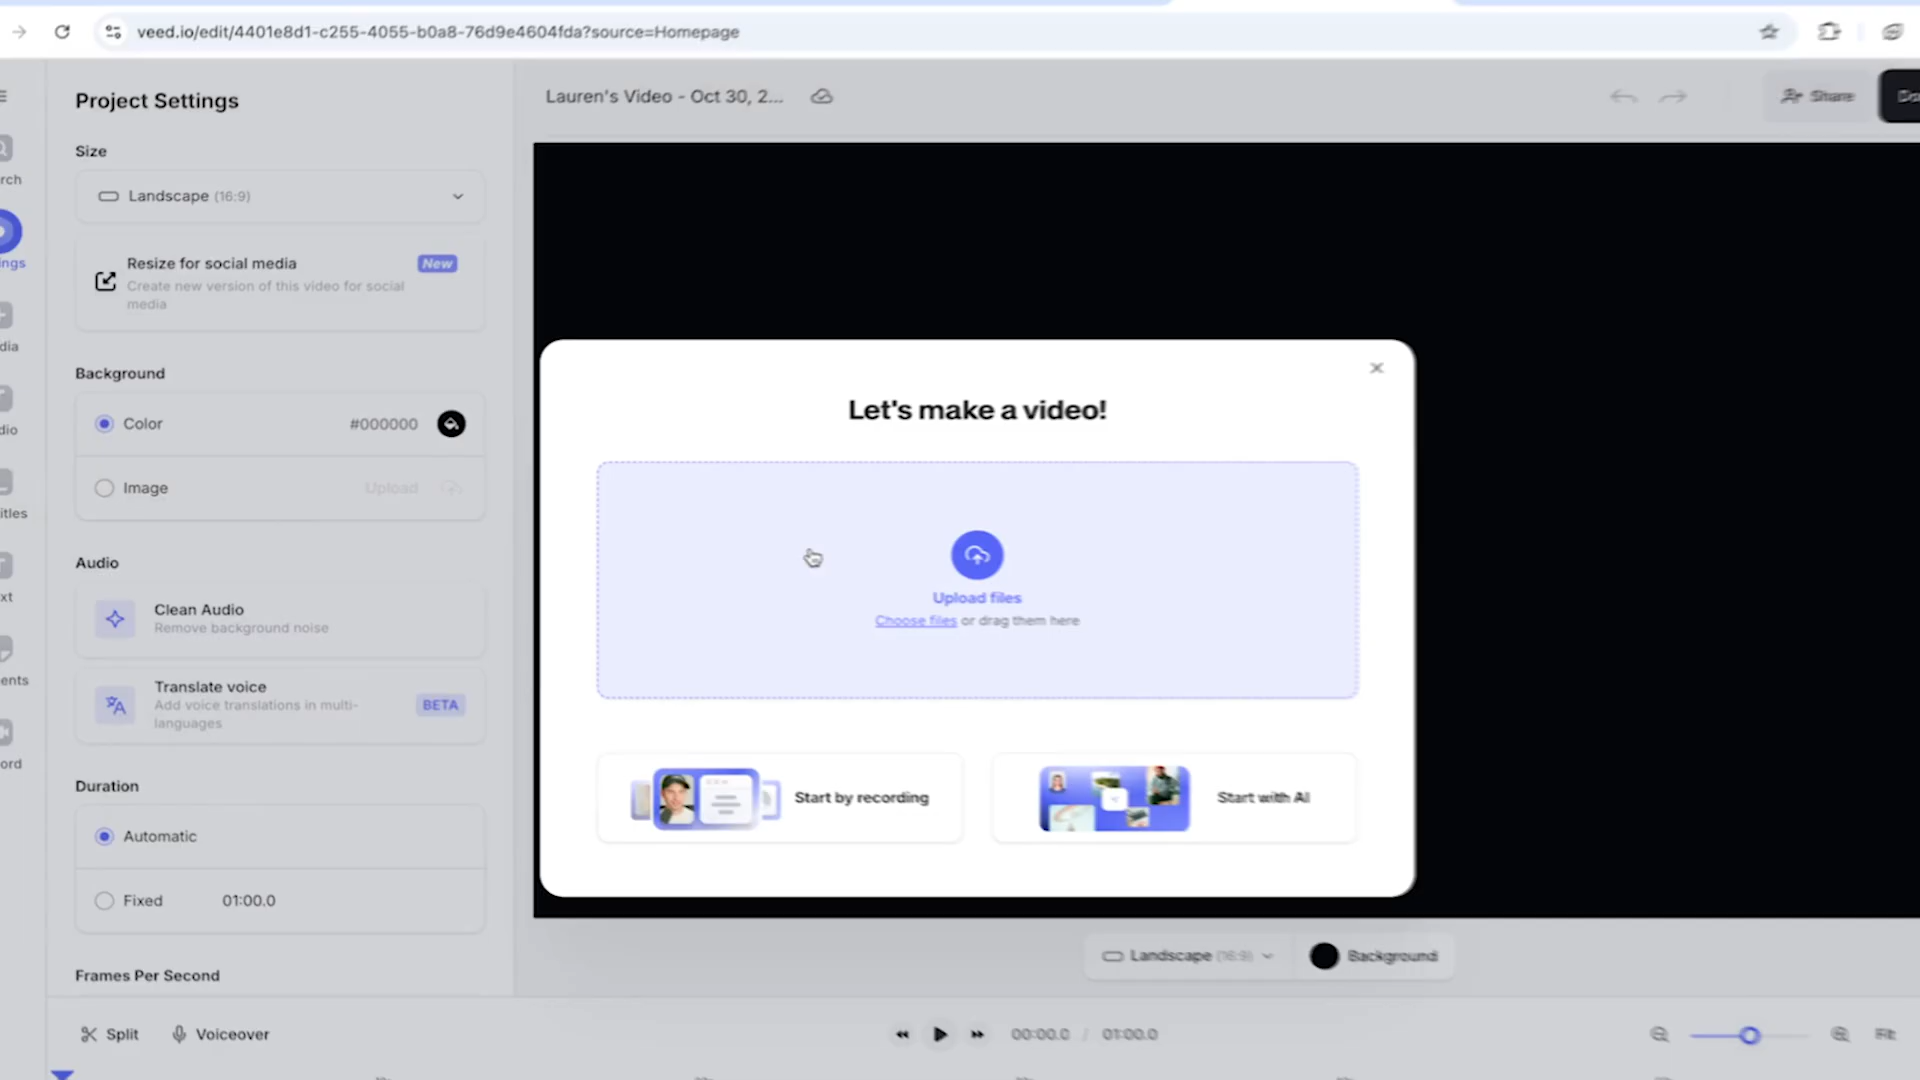 veed.io/edit/4401e8d1-c255-4055-b0a8-76d9e4604fda?source=Homepage
Project Settings
Lauren's Video - Oct 30, 2...
Share
Size
Landscape (16:9)
Resize for social media
New
Create new version of this video for social
media
Background
Color
#000000
Image
Upload
Audio
Clean Audio
Remove background noise
Translate voice
Add voice translations in multi-
languages
BETA
Duration
Automatic
Fixed
01:00.0
Frames Per Second
Let's make a video!
Upload files
Choose files or drag them here
Start by recording
Start with AI
Landscape (16:9)
Background
Split
Voiceover
00:00.0 / 01:00.0
Fit